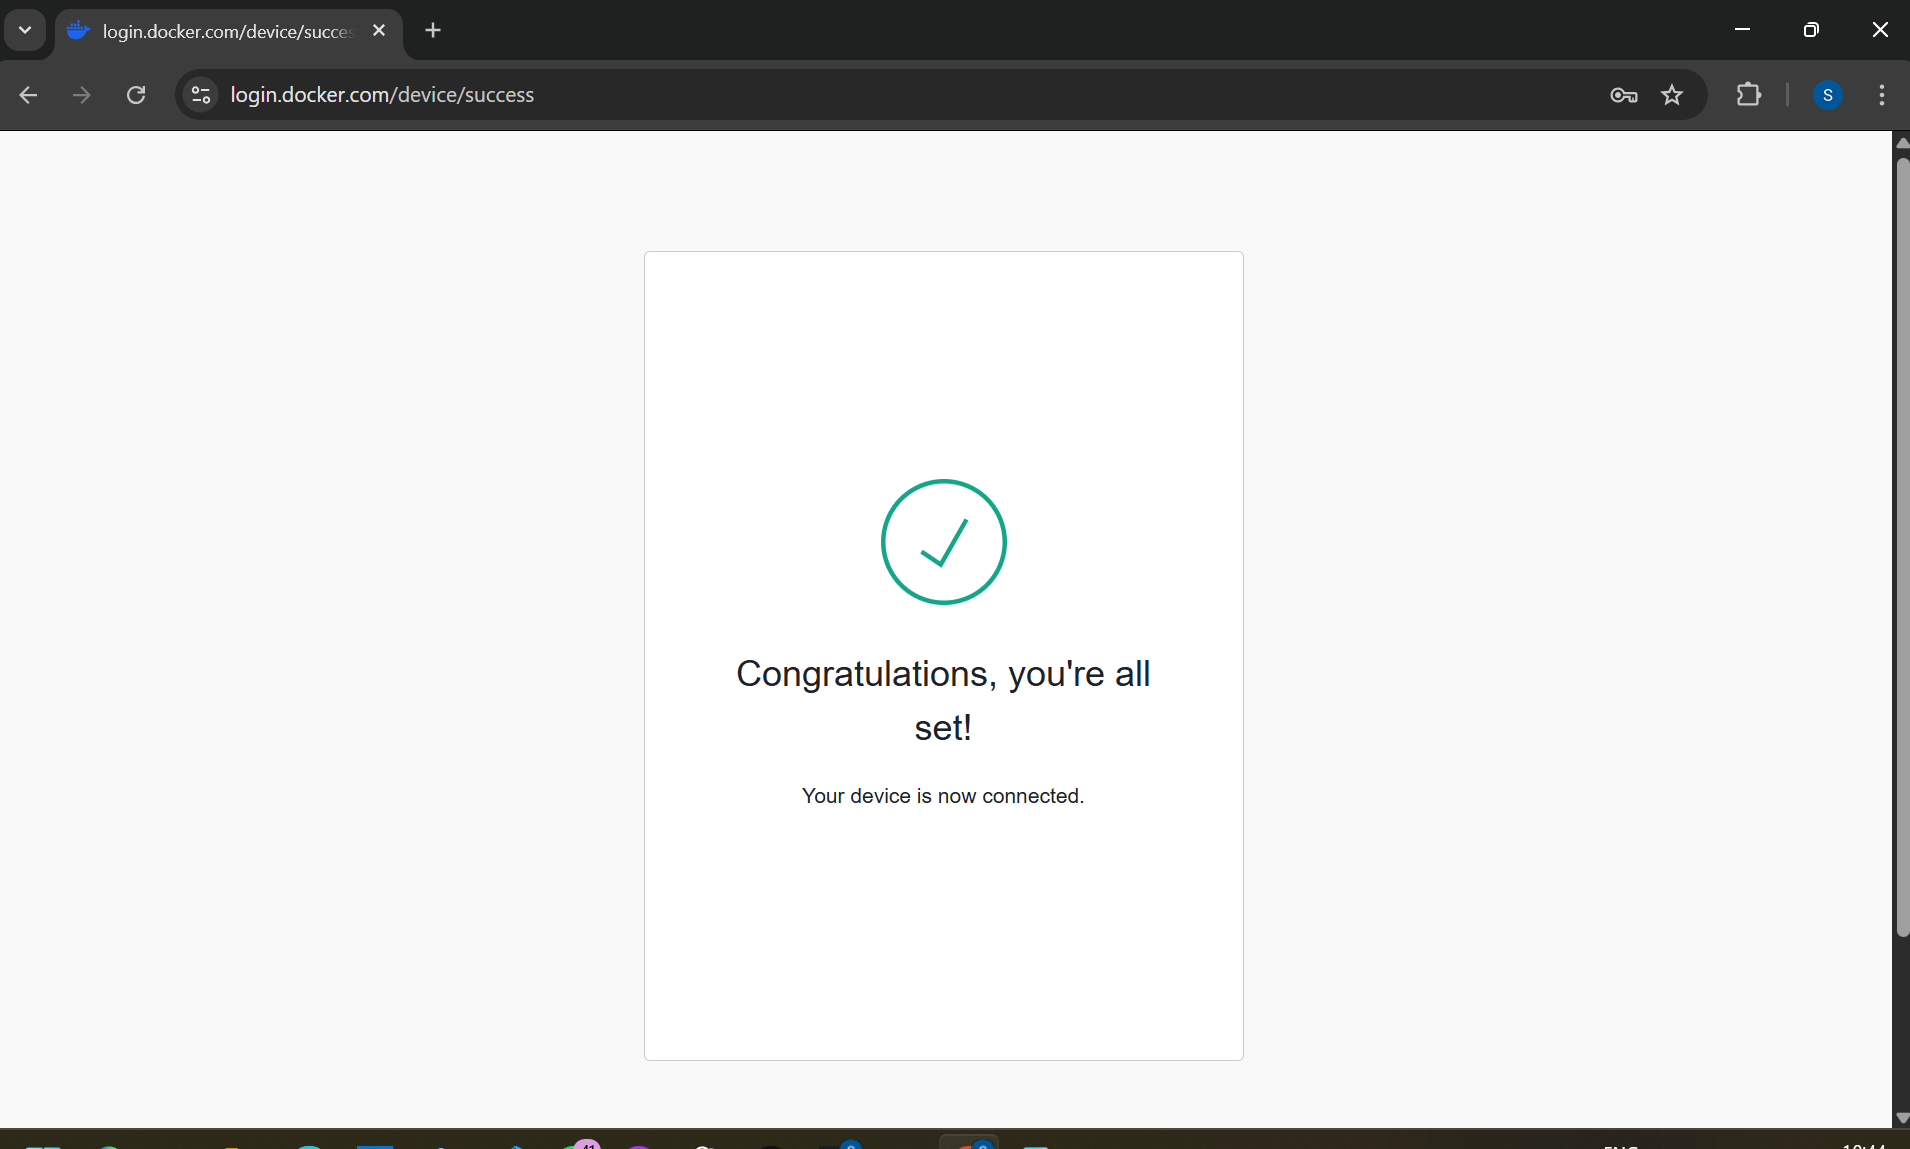 login.docker.com/device/succes
login.docker.com/device/success
S
Congratulations, you're all
set!
Your device is now connected.
41